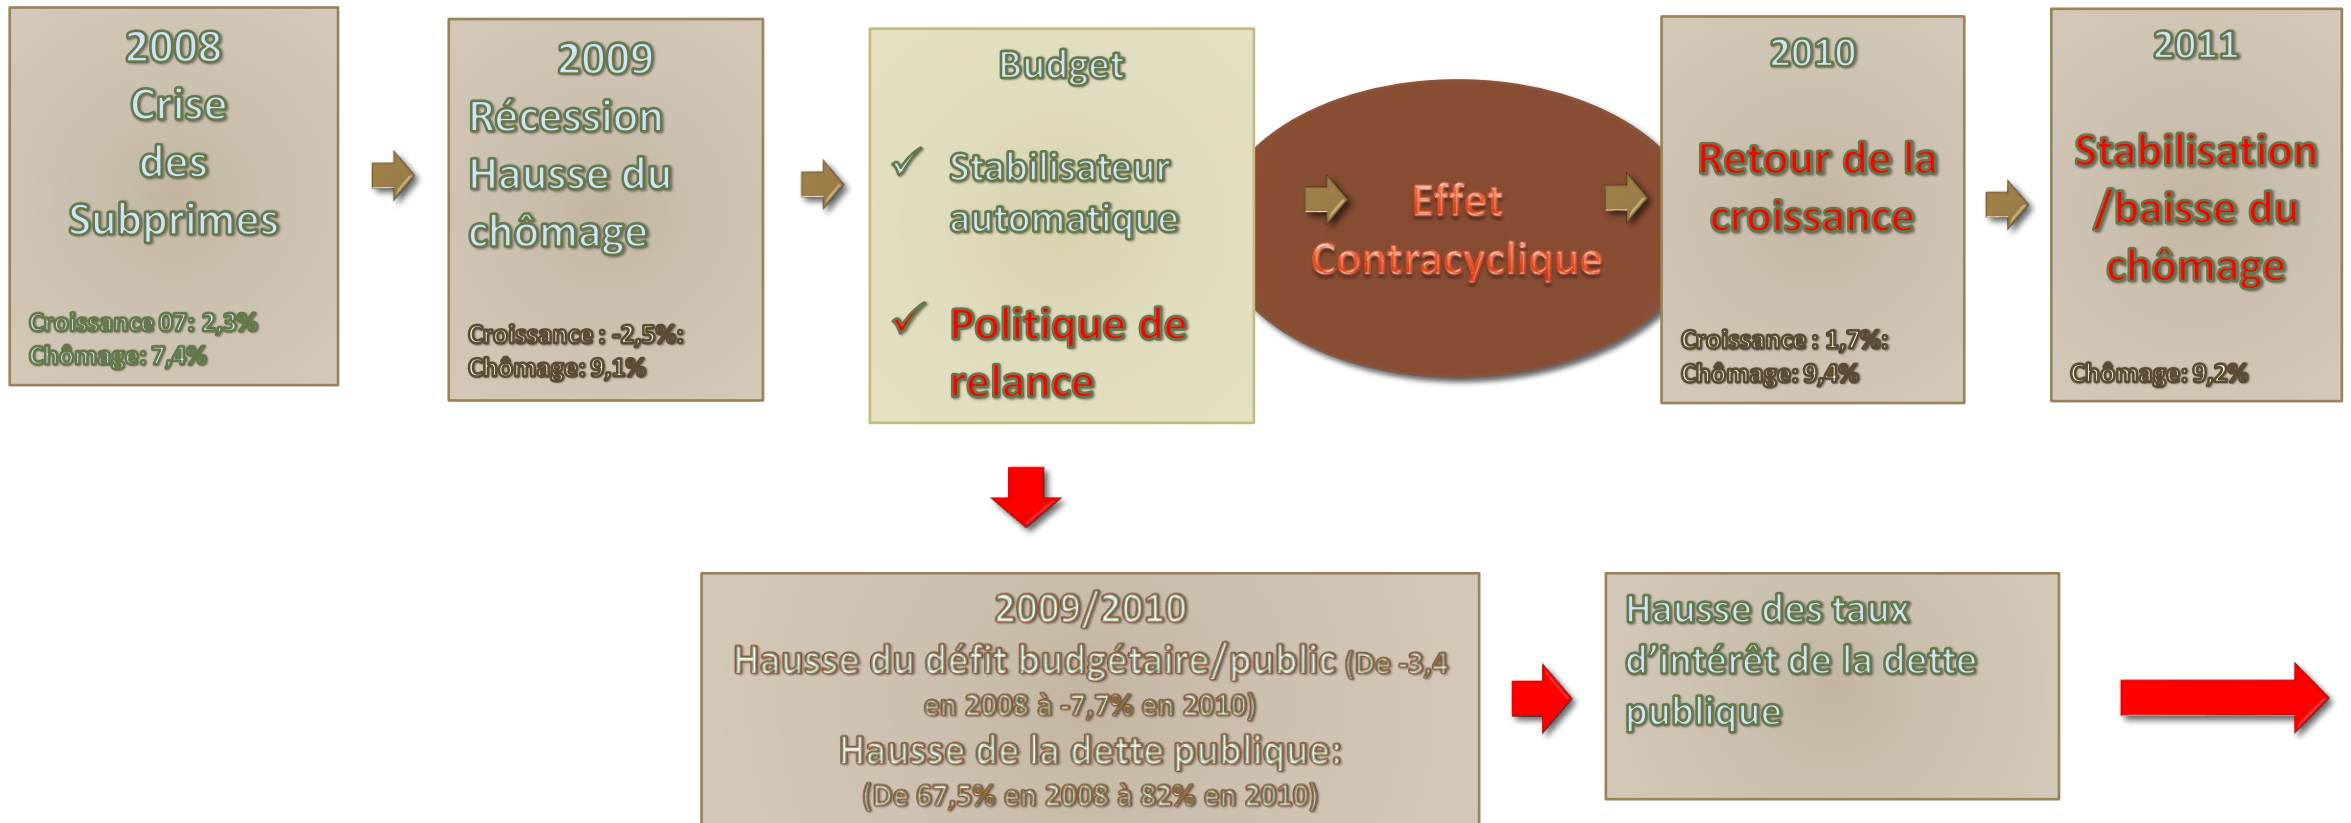 2008
Crise
des
Subprimes
Croissance 07: 2,3%
Chômage: 7,4%
2009
Récession
Hausse du
chômage
Croissance : -2,5%:
Chômage: 9,1%
Budget
✓ Stabilisateur
automatique
✓ Politique de
relance
Effet
Contracyclique
2010
Retour de la
croissance
Croissance : 1,7%:
Chômage: 9,4%
2011
Stabilisation
/baisse du
chômage
Chômage: 9,2%
2009/2010
Hausse du défit budgétaire/public (De -3,4
en 2008 à -7,7% en 2010)
Hausse de la dette publique:
(De 67,5% en 2008 à 82% en 2010)
Hausse des taux
d’intérêt de la dette
publique